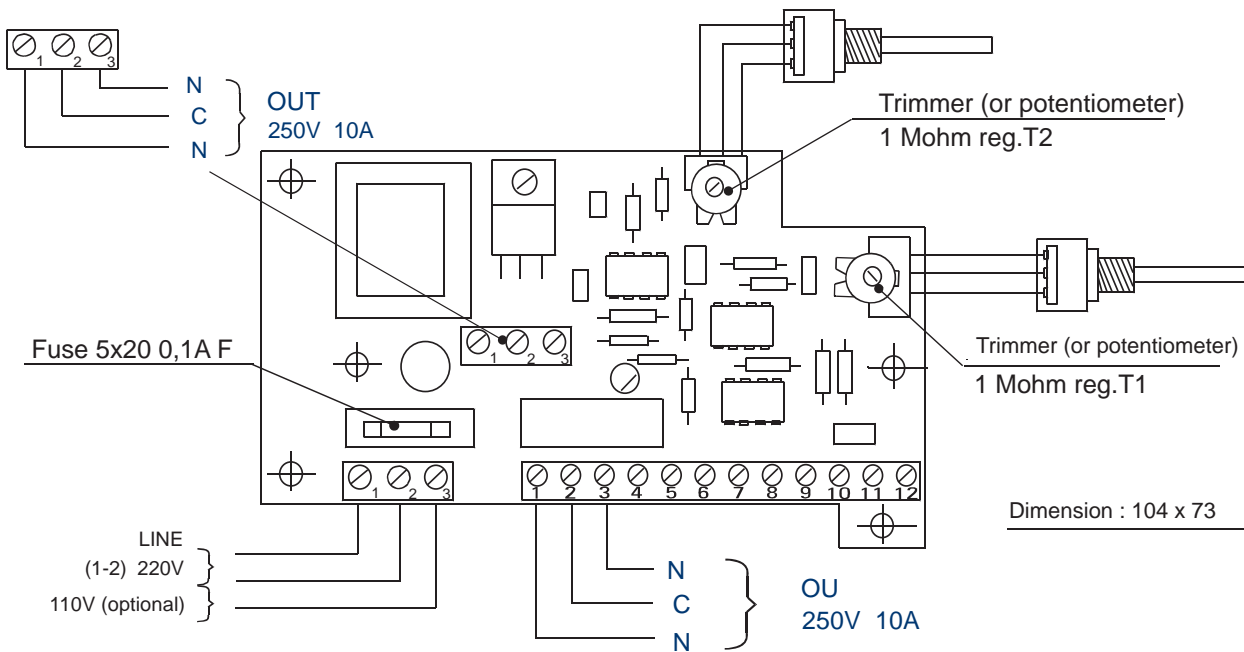 1 2 3
N
C
N
OUT
250V 10A
Trimmer (or potentiometer)
1 Mohm reg.T2
Fuse 5x20 0,1A F
1 2 3
Trimmer (or potentiometer)
1 Mohm reg.T1
1 2 3
1 2 3 4 5 6 7 8 9 10 11 12
Dimension : 104 x 73
LINE
(1-2) 220V
110V (optional)
N
C
N
OU
250V 10A